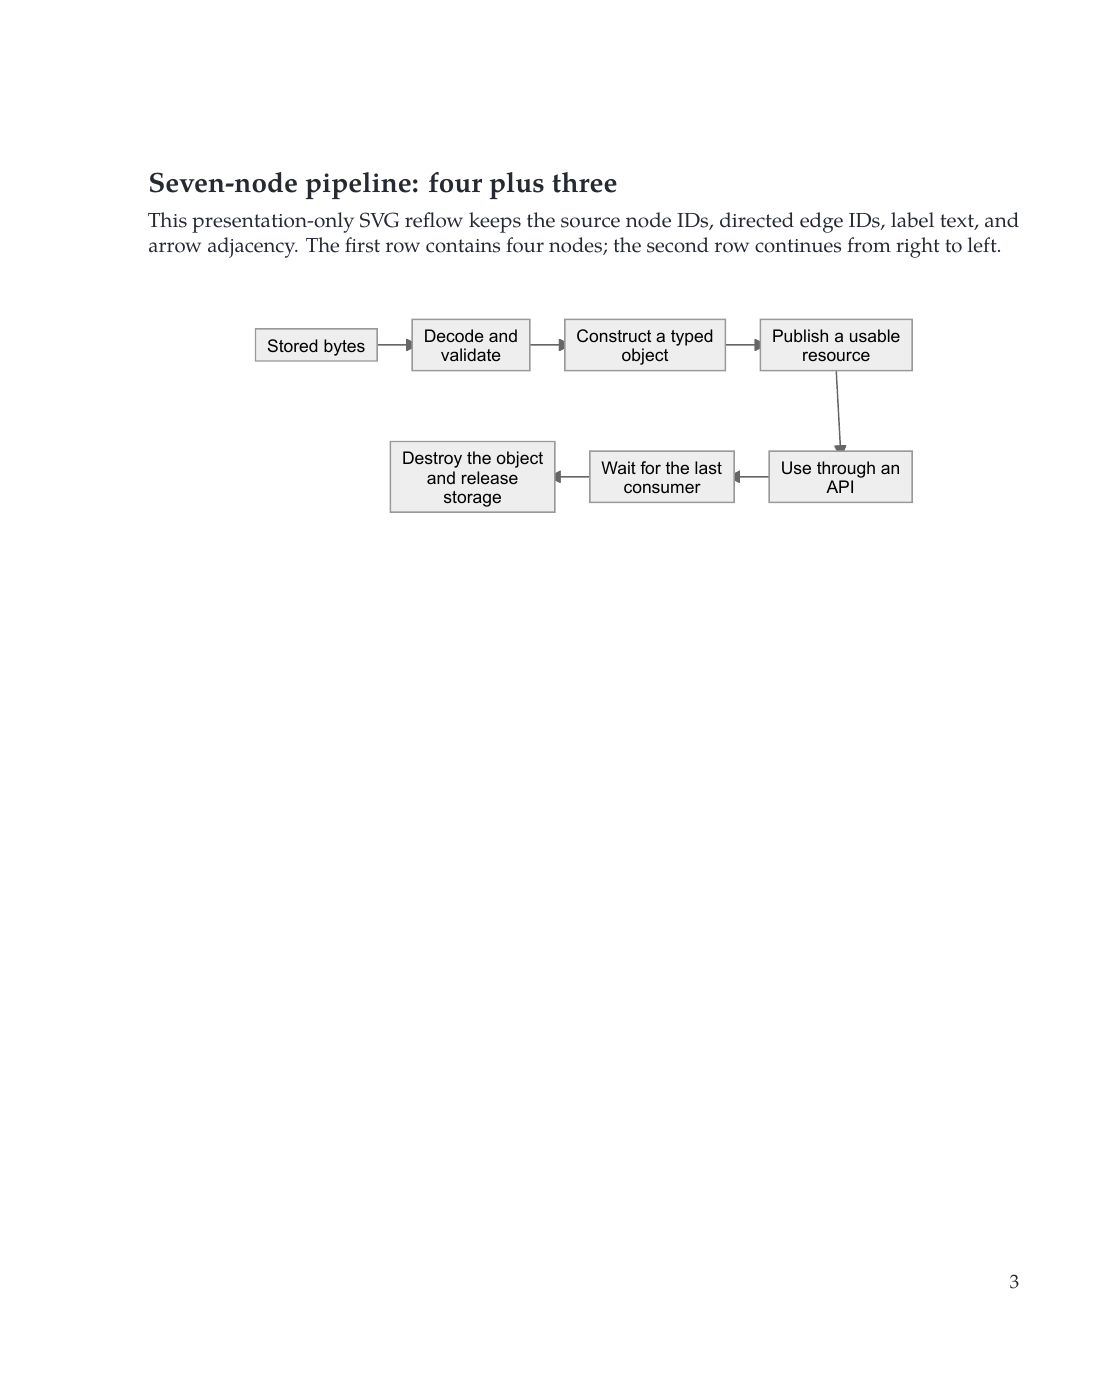 Seven-node pipeline: four plus three
This presentation-only SVG reflow keeps the source node IDs, directed edge IDs, label text, and
arrow adjacency. The first row contains four nodes; the second row continues from right to left.
Stored bytes
Decode and
validate
Construct a typed
object
Publish a usable
resource
Use through an
API
Wait for the last
consumer
Destroy the object
and release
storage
3